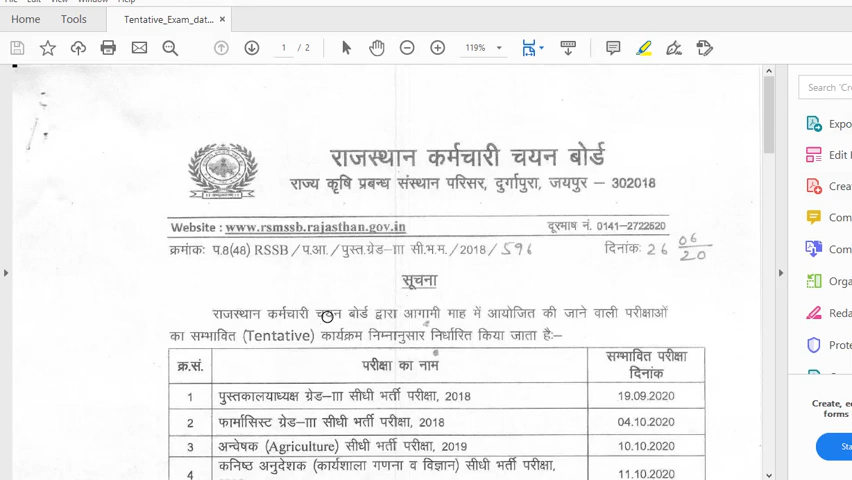 Home Tools Tentative_Exam_dat... ×
1 / 2 119%
Search 'Cre
Expo
Edit
Crea
Com
Com
Orga
Reda
Prote
राजस्थान कर्मचारी चयन बोर्ड
राज्य कृषि प्रबन्ध संस्थान परिसर, दुर्गापुरा, जयपुर – 302018
Website : www.rsmssb.rajasthan.gov.in दूरभाष नं. 0141-2722520
क्रमांकः प.8(48) RSSB/प.आ./पुस्त.ग्रेड– III सी.भ.म./2018/596 दिनांकः 26 06/20
सूचना
राजस्थान कर्मचारी चयन बोर्ड द्वारा आगामी माह में आयोजित की जाने वाली परीक्षाओं
का सम्भावित (Tentative) कार्यक्रम निम्नानुसार निर्धारित किया जाता हैः–
क्र.सं. परीक्षा का नाम सम्भावित परीक्षा दिनांक
1 पुस्तकालयाध्यक्ष ग्रेड–III सीधी भर्ती परीक्षा, 2018 19.09.2020
2 फार्मासिस्ट ग्रेड–III सीधी भर्ती परीक्षा, 2018 04.10.2020
3 अन्वेषक (Agriculture) सीधी भर्ती परीक्षा, 2019 10.10.2020
4 कनिष्ठ अनुदेशक (कार्यशाला गणना व विज्ञान) सीधी भर्ती परीक्षा, 11.10.2020
Create, e
forms
Sta